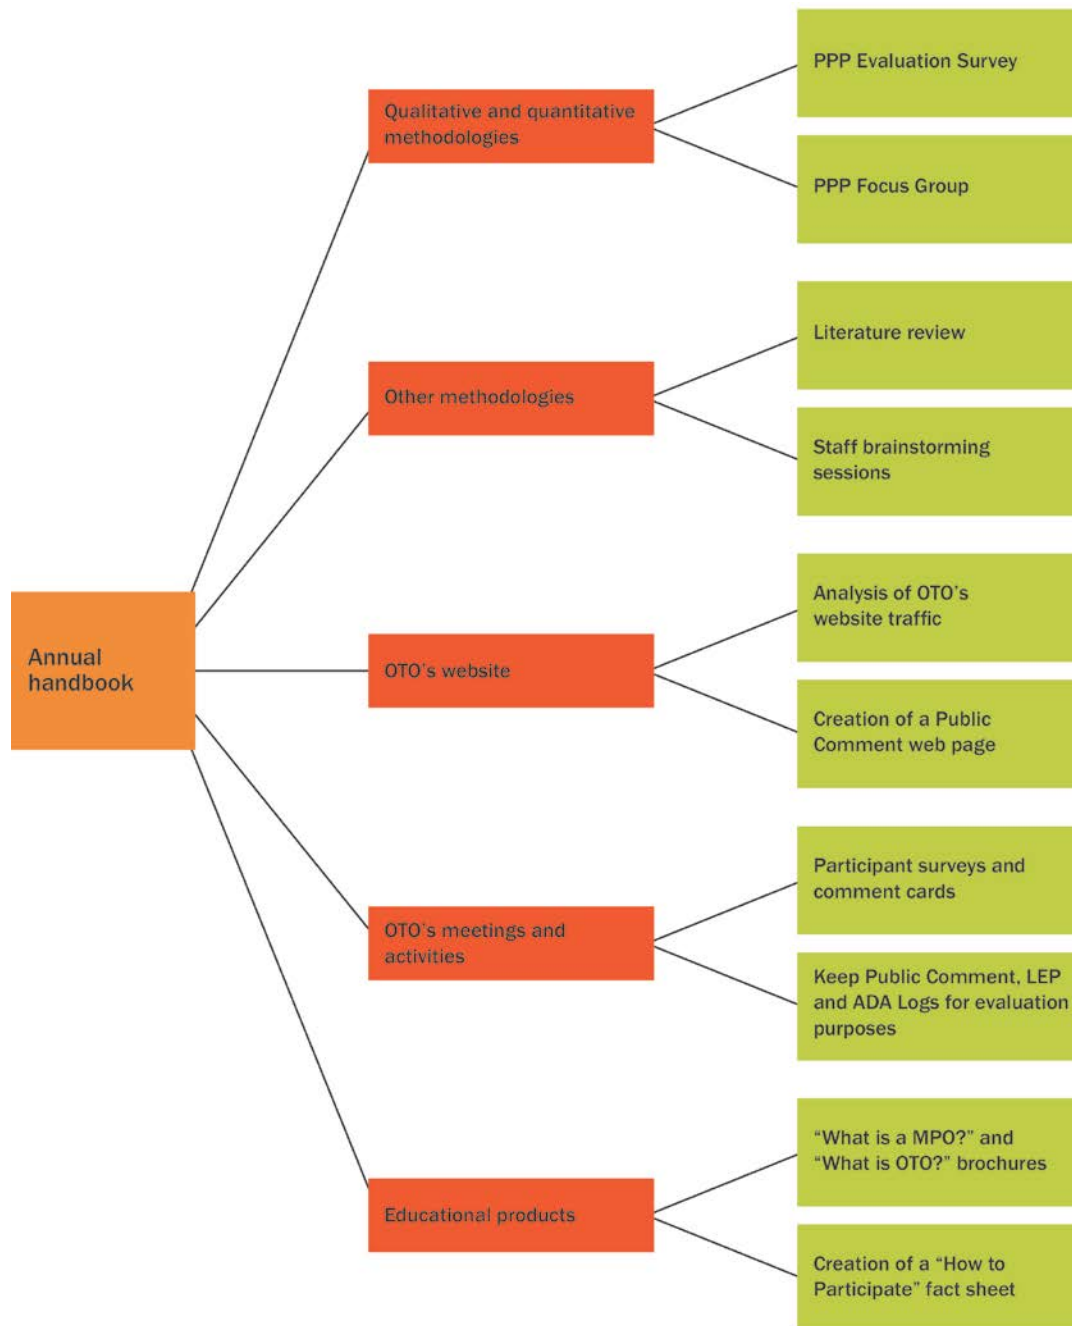 PPP Evaluation Survey
Qualitative and quantitative
methodologies
PPP Focus Group
Literature review
Other methodologies
Staff brainstorming
sessions
Analysis of OTO’s
website traffic
Annual
handbook
OTO’s website
Creation of a Public
Comment web page
Participant surveys and
comment cards
OTO’s meetings and
activities
Keep Public Comment, LEP
and ADA Logs for evaluation
purposes
“What is a MPO?” and
“What is OTO?” brochures
Educational products
Creation of a “How to
Participate” fact sheet